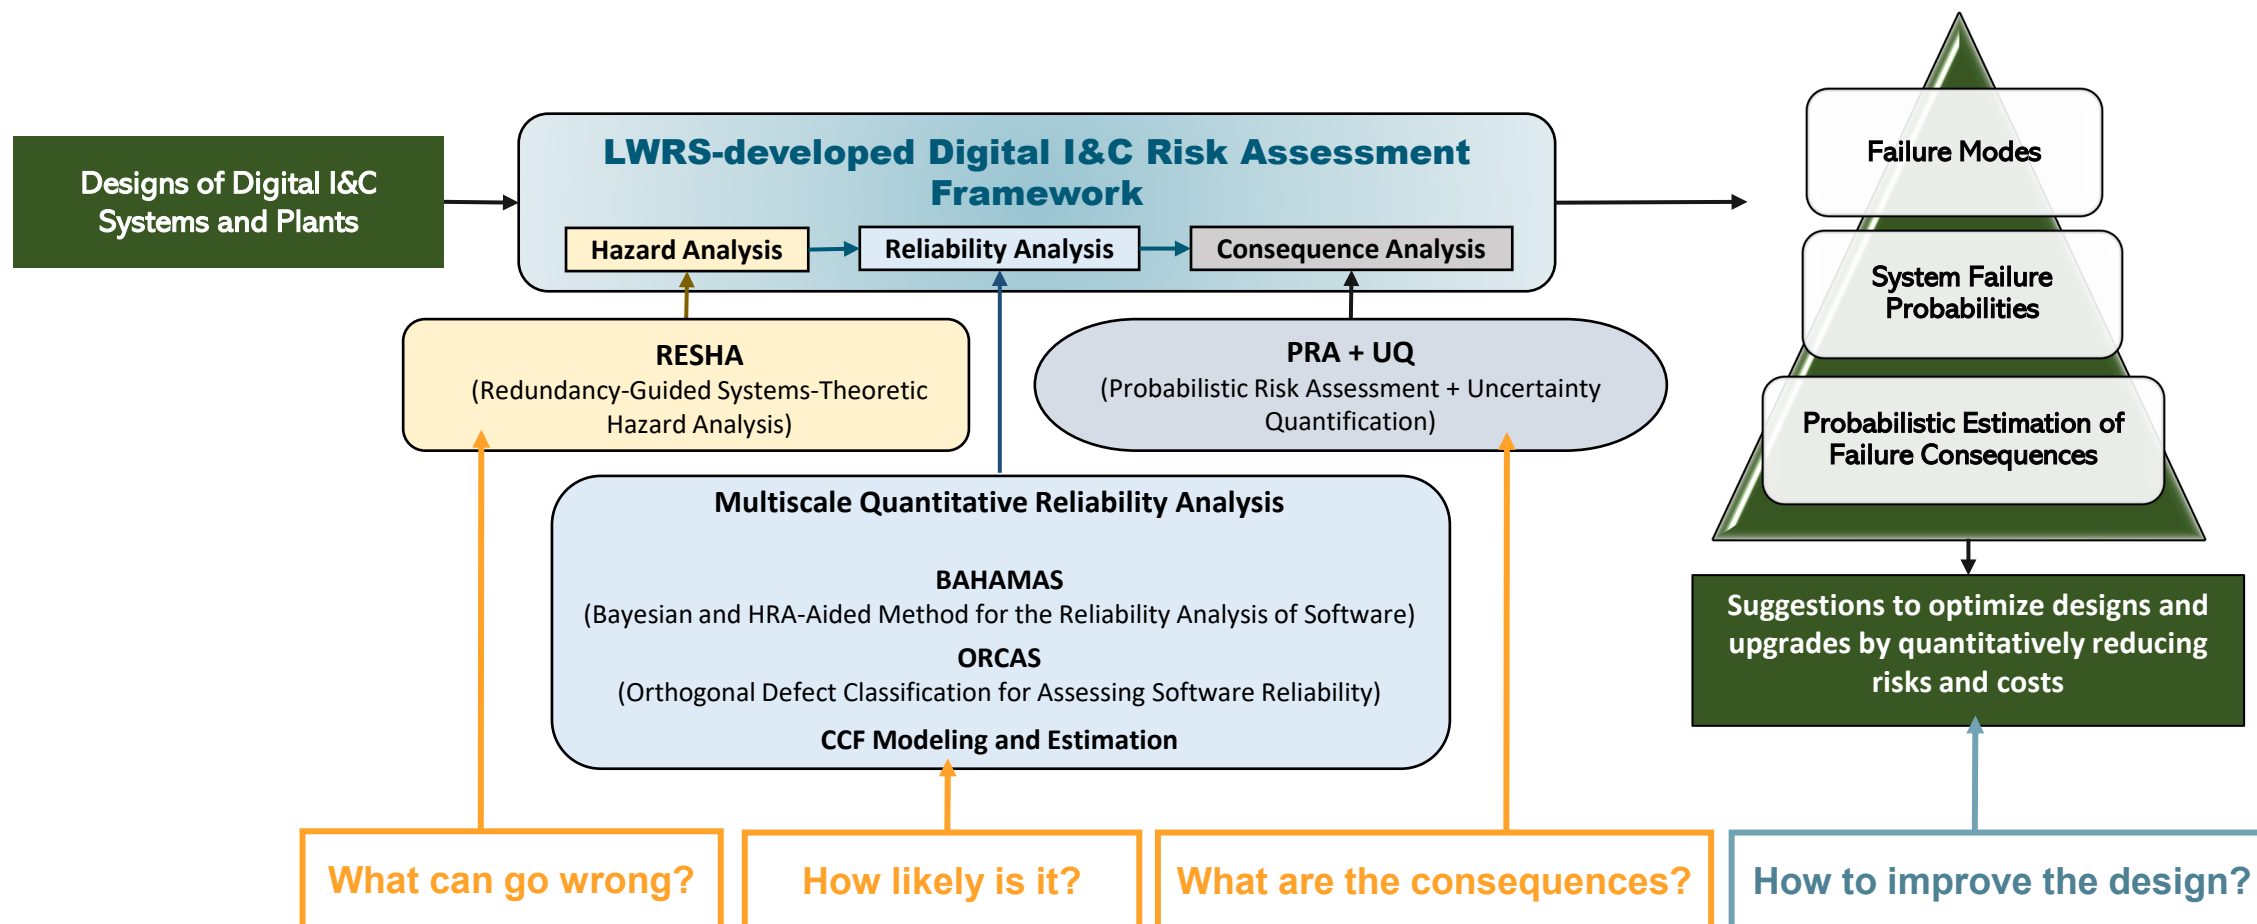 Designs of Digital I&C
Systems and Plants
LWRS-developed Digital I&C Risk Assessment
Framework
Hazard Analysis
Reliability Analysis
Consequence Analysis
RESHA
(Redundancy-Guided Systems-Theoretic
Hazard Analysis)
PRA + UQ
(Probabilistic Risk Assessment + Uncertainty
Quantification)
Multiscale Quantitative Reliability Analysis
BAHAMAS
(Bayesian and HRA-Aided Method for the Reliability Analysis of Software)
ORCAS
(Orthogonal Defect Classification for Assessing Software Reliability)
CCF Modeling and Estimation
Failure Modes
System Failure
Probabilities
Probabilistic Estimation of
Failure Consequences
Suggestions to optimize designs and
upgrades by quantitatively reducing
risks and costs
What can go wrong?
How likely is it?
What are the consequences?
How to improve the design?